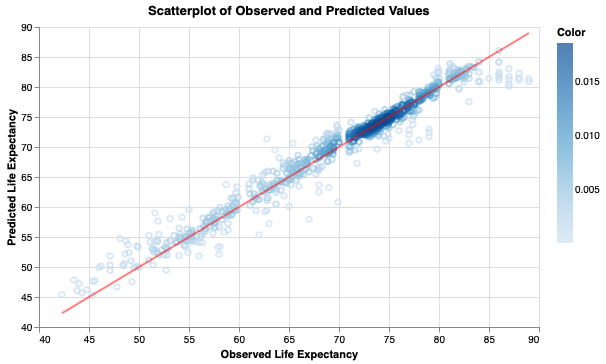 Scatterplot of Observed and Predicted Values
90
85
80
75
70
65
60
55
50
45
40
Predicted Life Expectancy
40 45 50 55 60 65 70 75 80 85 90
Observed Life Expectancy
Color
0.015
0.010
0.005